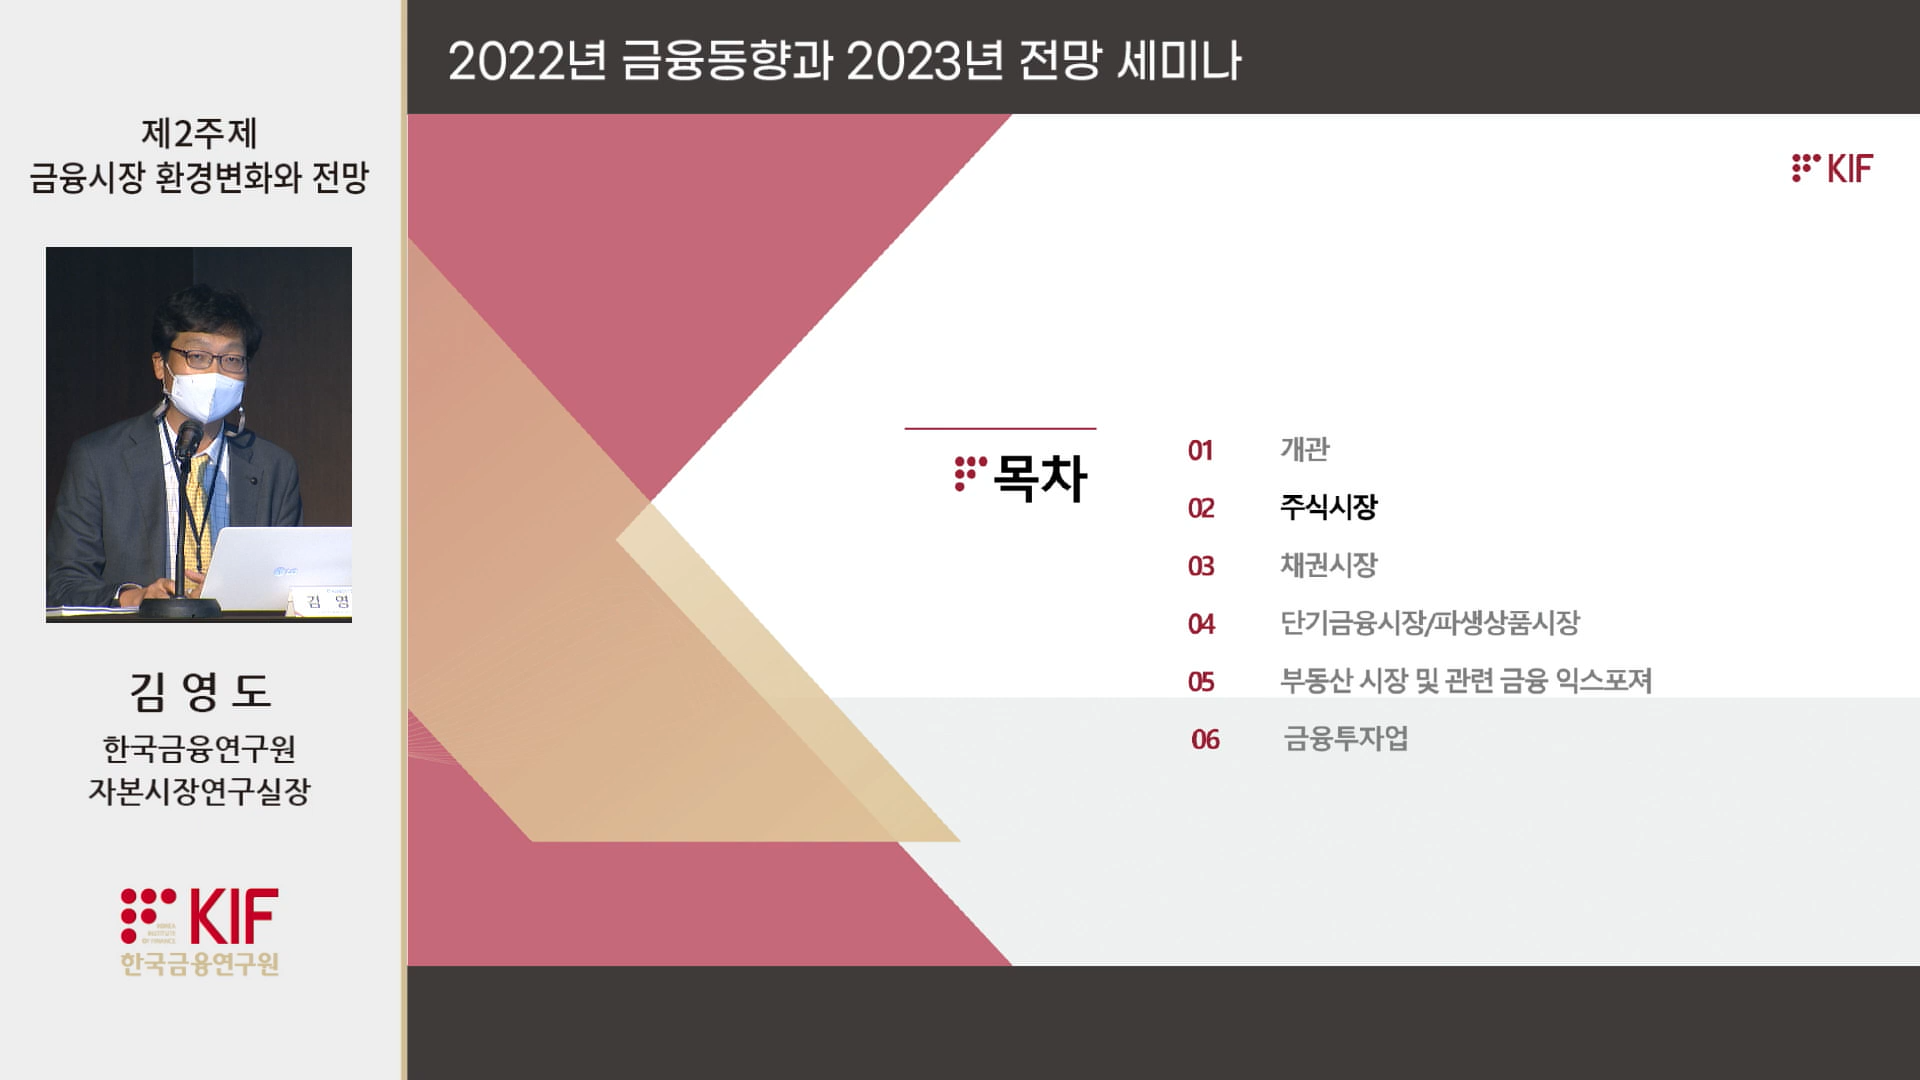 2022년 금융동향과 2023년 전망 세미나
제2주제
금융시장 환경변화와 전망
김 영
김 영 도
한국금융연구원
자본시장연구실장
KIF
KOREA
INSTITUTE
OF FINANCE
한국금융연구원
KIF
목차
01 개관
02 주식시장
03 채권시장
04 단기금융시장/파생상품시장
05 부동산 시장 및 관련 금융 익스포져
06 금융투자업